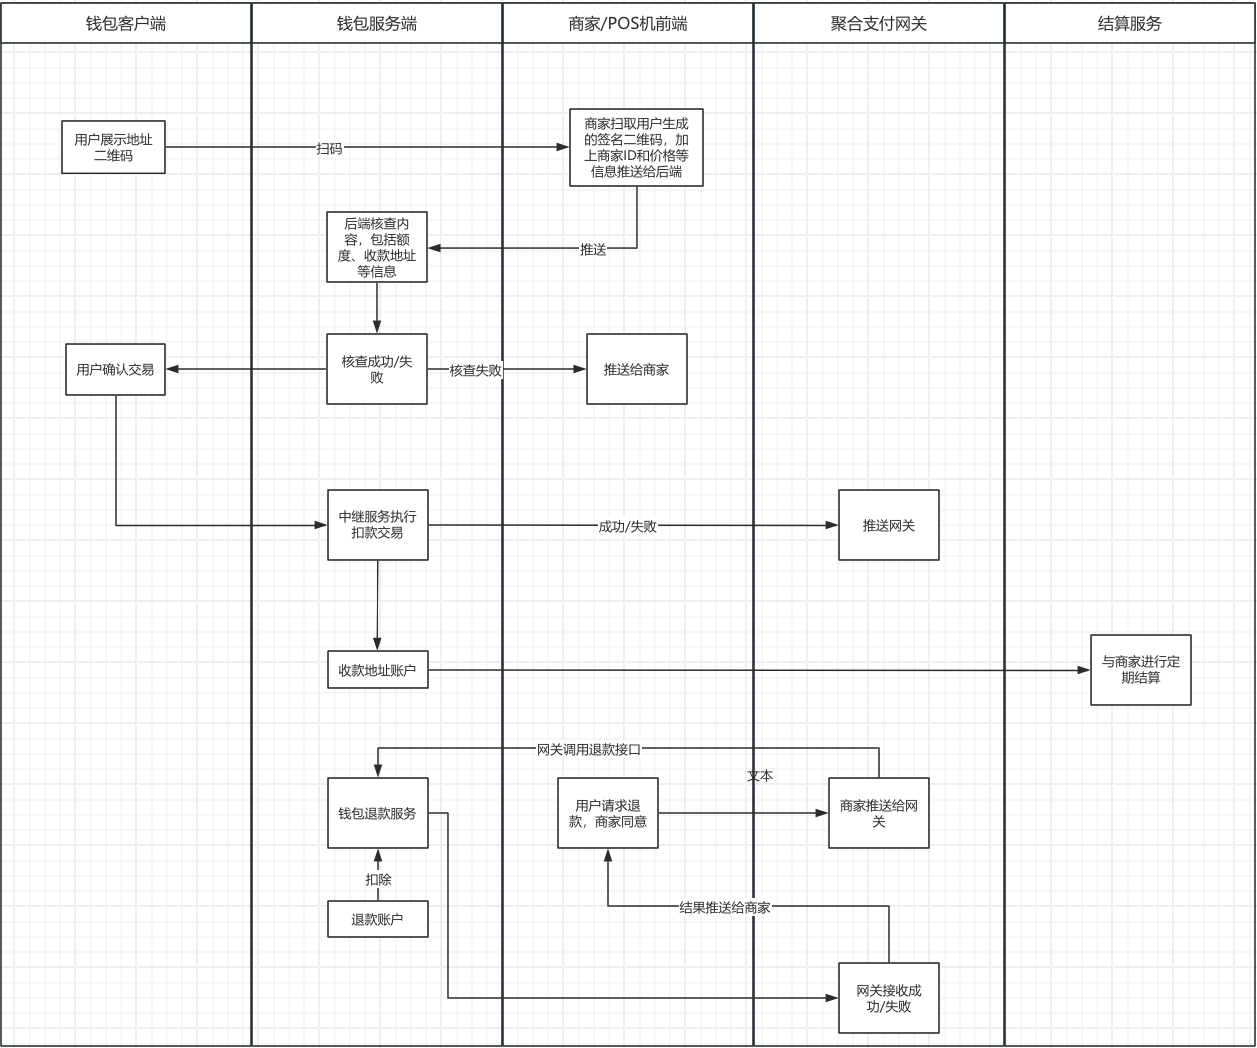 钱包客户端
钱包服务端
商家/POS机前端
聚合支付网关
结算服务
用户展示地址
二维码
扫码
商家扫取用户生成
的签名二维码，加
上商家ID和价格等
信息推送给后端
后端核查内
容，包括额
度、收款地址
等信息
推送
用户确认交易
核查成功/失
败
核查失败
推送给商家
中继服务执行
扣款交易
成功/失败
推送网关
收款地址账户
与商家进行定
期结算
网关调用退款接口
文本
钱包退款服务
用户请求退
款，商家同意
商家推送给网
关
扣除
退款账户
结果推送给商家
网关接收成
功/失败